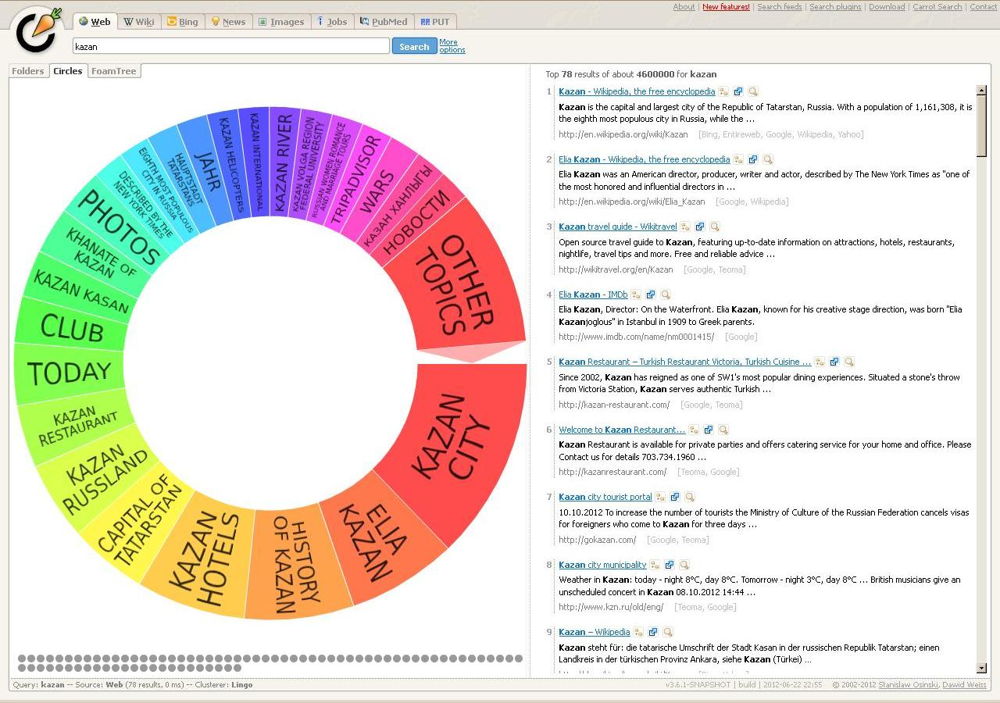 About | New features! | Search feeds | Search plugins | Download | Carrot Search | Contact
Web Wiki Bing News Images Jobs PubMed PUT
kazan
Search
More options
Folders Circles FoamTree
KAZAN CITY
ELIA KAZAN
HISTORY OF KAZAN
KAZAN HOTELS
CAPITAL OF TATARSTAN
KAZAN RUSSLAND
KAZAN RESTAURANT
TODAY
CLUB
KAZAN KASAN
KHANATE OF KAZAN
PHOTOS
DESCRIBED BY THE NEW YORK TIMES
EIGHTH MOST POPULOUS CITY IN RUSSIA
HAUPTSTADT TATARSTANS
JAHR
KAZAN HELICOPTERS
KAZAN INTERNATIONAL
KAZAN RIVER
KAZAN VOLGA REGION FEDERAL UNIVERSITY
RUSSIAN WOMEN ROMANCE AND MARRIAGE TOURS
TRIPADVISOR
WARS
КАЗАН ХАНЛЫГЫ
НОВОСТИ
OTHER TOPICS
Top 78 results of about 4600000 for kazan
1 Kazan - Wikipedia, the free encyclopedia
Kazan is the capital and largest city of the Republic of Tatarstan, Russia. With a population of 1,161,308, it is
the eighth most populous city in Russia, while the ...
http://en.wikipedia.org/wiki/Kazan [Bing, Entireweb, Google, Wikipedia, Yahoo]
2 Elia Kazan - Wikipedia, the free encyclopedia
Elia Kazan was an American director, producer, writer and actor, described by The New York Times as "one of
the most honored and influential directors in ...
http://en.wikipedia.org/wiki/Elia_Kazan [Google, Wikipedia]
3 Kazan travel guide - Wikitravel
Open source travel guide to Kazan, featuring up-to-date information on attractions, hotels, restaurants,
nightlife, travel tips and more. Free and reliable advice ...
http://wikitravel.org/en/Kazan [Google, Teoma]
4 Elia Kazan - IMDb
Elia Kazan, Director: On the Waterfront. Elia Kazan, known for his creative stage direction, was born "Elia
Kazanjoglous" in Istanbul in 1909 to Greek parents.
http://www.imdb.com/name/nm0001415/ [Google]
5 Kazan Restaurant – Turkish Restaurant Victoria, Turkish Cuisine ...
Since 2002, Kazan has reigned as one of SW1's most popular dining experiences. Situated a stone's throw
from Victoria Station, Kazan serves authentic Turkish ...
http://kazan-restaurant.com/ [Google, Teoma]
6 Welcome to Kazan Restaurant...
Kazan Restaurant is available for private parties and offers catering service for your home and office. Please
Contact us for details 703.734.1960 ...
http://kazanrestaurant.com/ [Teoma, Google]
7 Kazan city tourist portal
10.10.2012 To increase the number of tourists the Ministry of Culture of the Russian Federation cancels visas
for foreigners who come to Kazan for three days ...
http://gokazan.com/ [Google, Teoma]
8 Kazan city municipality
Weather in Kazan: today - night 8°C, day 8°C. Tomorrow - night 3°C, day 8°C ... British musicians give an
unscheduled concert in Kazan 08.10.2012 14:44 ...
http://www.kzn.ru/old/eng/ [Teoma, Google]
9 Kazan – Wikipedia
Kazan steht für: die tatarische Umschrift der Stadt Kasan in der russischen Republik Tatarstan; einen
Landkreis in der türkischen Provinz Ankara, siehe Kazan (Türkei) ...
Query: kazan -- Source: Web (78 results, 0 ms) -- Clusterer: Lingo
v3.6.1-SNAPSHOT | build | 2012-06-22 22:55 © 2002-2012 Stanislaw Osinski, Dawid Weiss